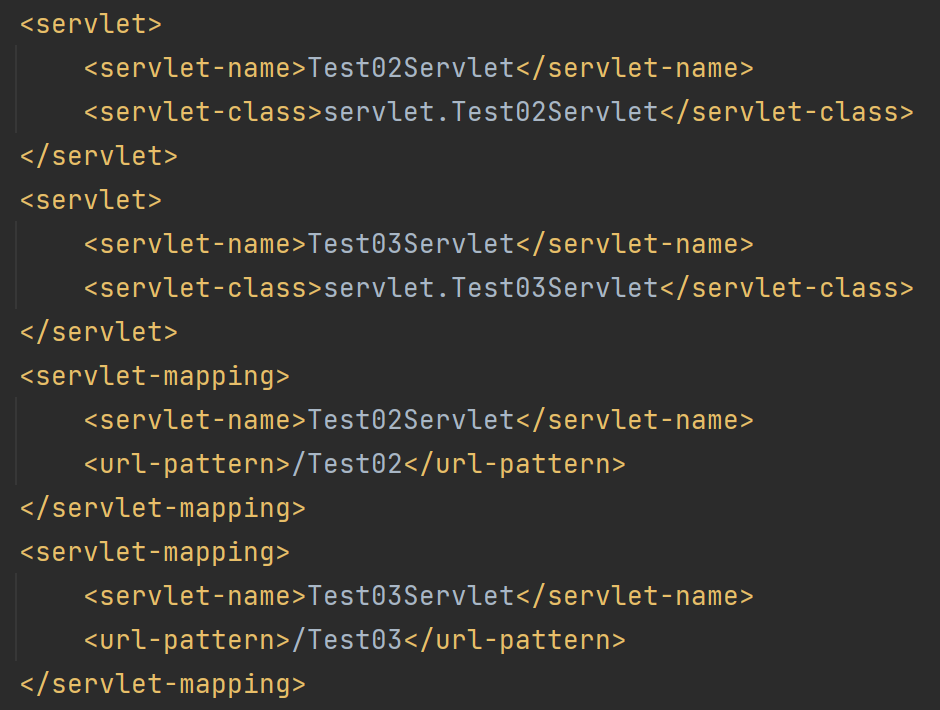 <servlet>
    <servlet-name>Test02Servlet</servlet-name>
    <servlet-class>servlet.Test02Servlet</servlet-class>
</servlet>
<servlet>
    <servlet-name>Test03Servlet</servlet-name>
    <servlet-class>servlet.Test03Servlet</servlet-class>
</servlet>
<servlet-mapping>
    <servlet-name>Test02Servlet</servlet-name>
    <url-pattern>/Test02</url-pattern>
</servlet-mapping>
<servlet-mapping>
    <servlet-name>Test03Servlet</servlet-name>
    <url-pattern>/Test03</url-pattern>
</servlet-mapping>